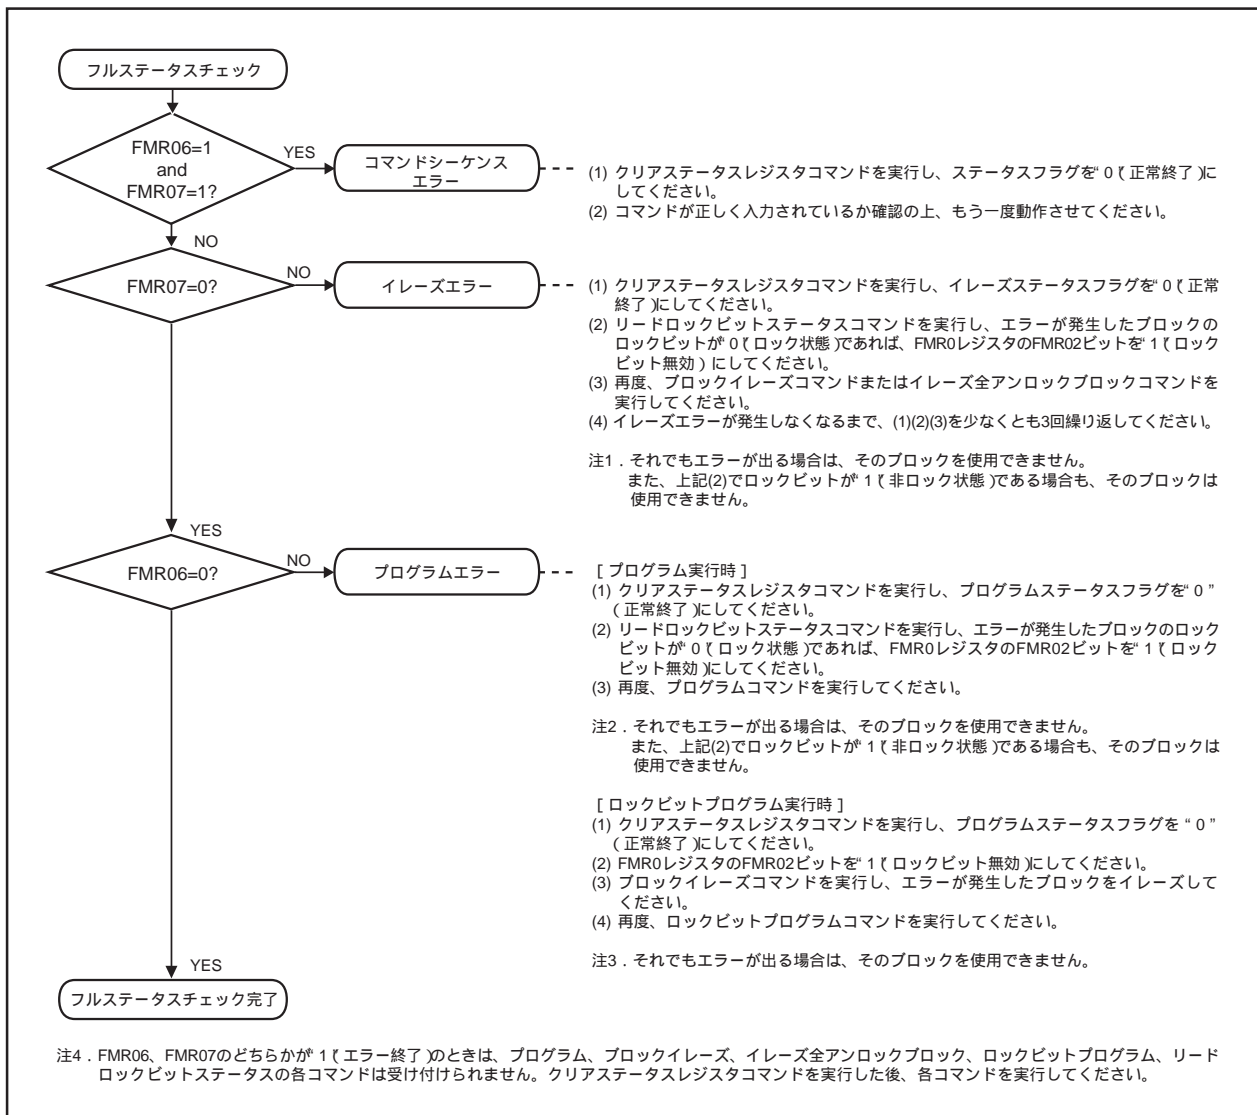 フルステータスチェック
FMR06=1
and
FMR07=1?
YES
コマンドシーケンス
エラー
(1) クリアステータスレジスタコマンドを実行し、ステータスフラグを“0”(正常終了)に
してください。
(2) コマンドが正しく入力されているか確認の上、もう一度動作させてください。
NO
FMR07=0?
NO
イレーズエラー
(1) クリアステータスレジスタコマンドを実行し、イレーズステータスフラグを“0”(正常
終了)にしてください。
(2) リードロックビットステータスコマンドを実行し、エラーが発生したブロックの
ロックビットが“0”(ロック状態)であれば、FMR0レジスタのFMR02ビットを“1”(ロック
ビット無効)にしてください。
(3) 再度、ブロックイレーズコマンドまたはイレーズ全アンロックブロックコマンドを
実行してください。
(4) イレーズエラーが発生しなくなるまで、(1)(2)(3)を少なくとも3回繰り返してください。
注1．それでもエラーが出る場合は、そのブロックを使用できません。
また、上記(2)でロックビットが“1”(非ロック状態)である場合も、そのブロックは
使用できません。
YES
FMR06=0?
NO
プログラムエラー
[プログラム実行時]
(1) クリアステータスレジスタコマンドを実行し、プログラムステータスフラグを“0”
(正常終了)にしてください。
(2) リードロックビットステータスコマンドを実行し、エラーが発生したブロックのロック
ビットが“0”(ロック状態)であれば、FMR0レジスタのFMR02ビットを“1”(ロック
ビット無効)にしてください。
(3) 再度、プログラムコマンドを実行してください。
注2．それでもエラーが出る場合は、そのブロックを使用できません。
また、上記(2)でロックビットが“1”(非ロック状態)である場合も、そのブロックは
使用できません。
[ロックビットプログラム実行時]
(1) クリアステータスレジスタコマンドを実行し、プログラムステータスフラグを“0”
(正常終了)にしてください。
(2) FMR0レジスタのFMR02ビットを“1”(ロックビット無効)にしてください。
(3) ブロックイレーズコマンドを実行し、エラーが発生したブロックをイレーズして
ください。
(4) 再度、ロックビットプログラムコマンドを実行してください。
注3．それでもエラーが出る場合は、そのブロックを使用できません。
YES
フルステータスチェック完了
注4．FMR06、FMR07のどちらかが“1”(エラー終了)のときは、プログラム、ブロックイレーズ、イレーズ全アンロックブロック、ロックビットプログラム、リード
ロックビットステータスの各コマンドは受け付けられません。クリアステータスレジスタコマンドを実行した後、各コマンドを実行してください。